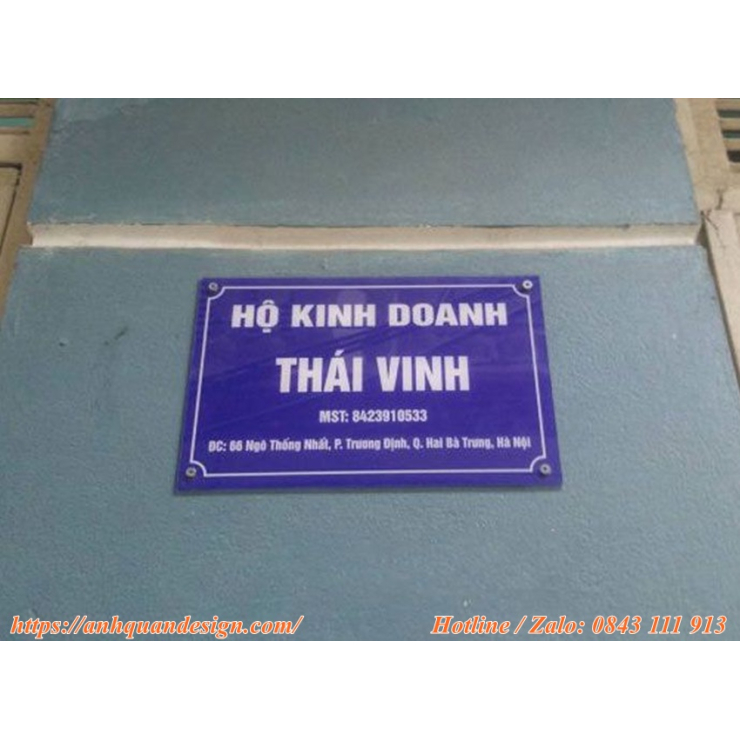 HỘ KINH DOANH
THÁI VINH
MST: 8423910533
ĐC: 66 Ngõ Thống Nhất, P. Trương Định, Q. Hai Bà Trưng, Hà Nội
https://anhquandesign.com/
Hotline / Zalo: 0843 111 913